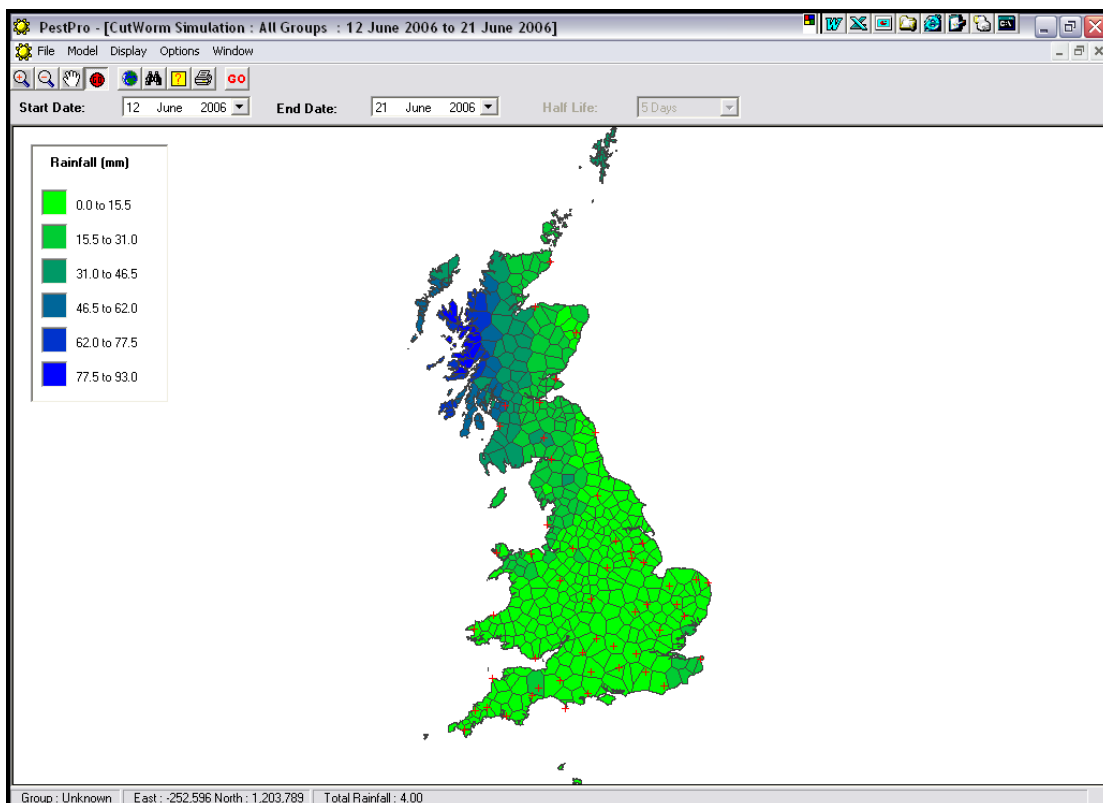 PestPro - [CutWorm Simulation : All Groups : 12 June 2006 to 21 June 2006]
File Model Display Options Window
GO
Start Date: 12 June 2006 End Date: 21 June 2006 Half Life: 5 Days
Rainfall (mm)
0.0 to 15.5
15.5 to 31.0
31.0 to 46.5
46.5 to 62.0
62.0 to 77.5
77.5 to 93.0
Group : Unknown East : -252,596 North : 1,203,789 Total Rainfall : 4.00